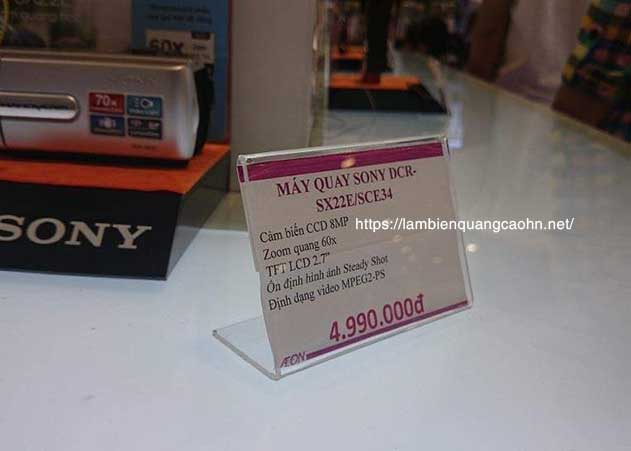 60x
SONY
70x
SONY
MÁY QUAY SONY DCR-
SX22E/SCE34
Cảm biến CCD 8MP
Zoom quang 60x
TFT LCD 2.7"
Ổn định hình ảnh Steady Shot
Định dạng video MPEG2-PS
4.990.000đ
ÆON
https://lambienquangcaohn.net/